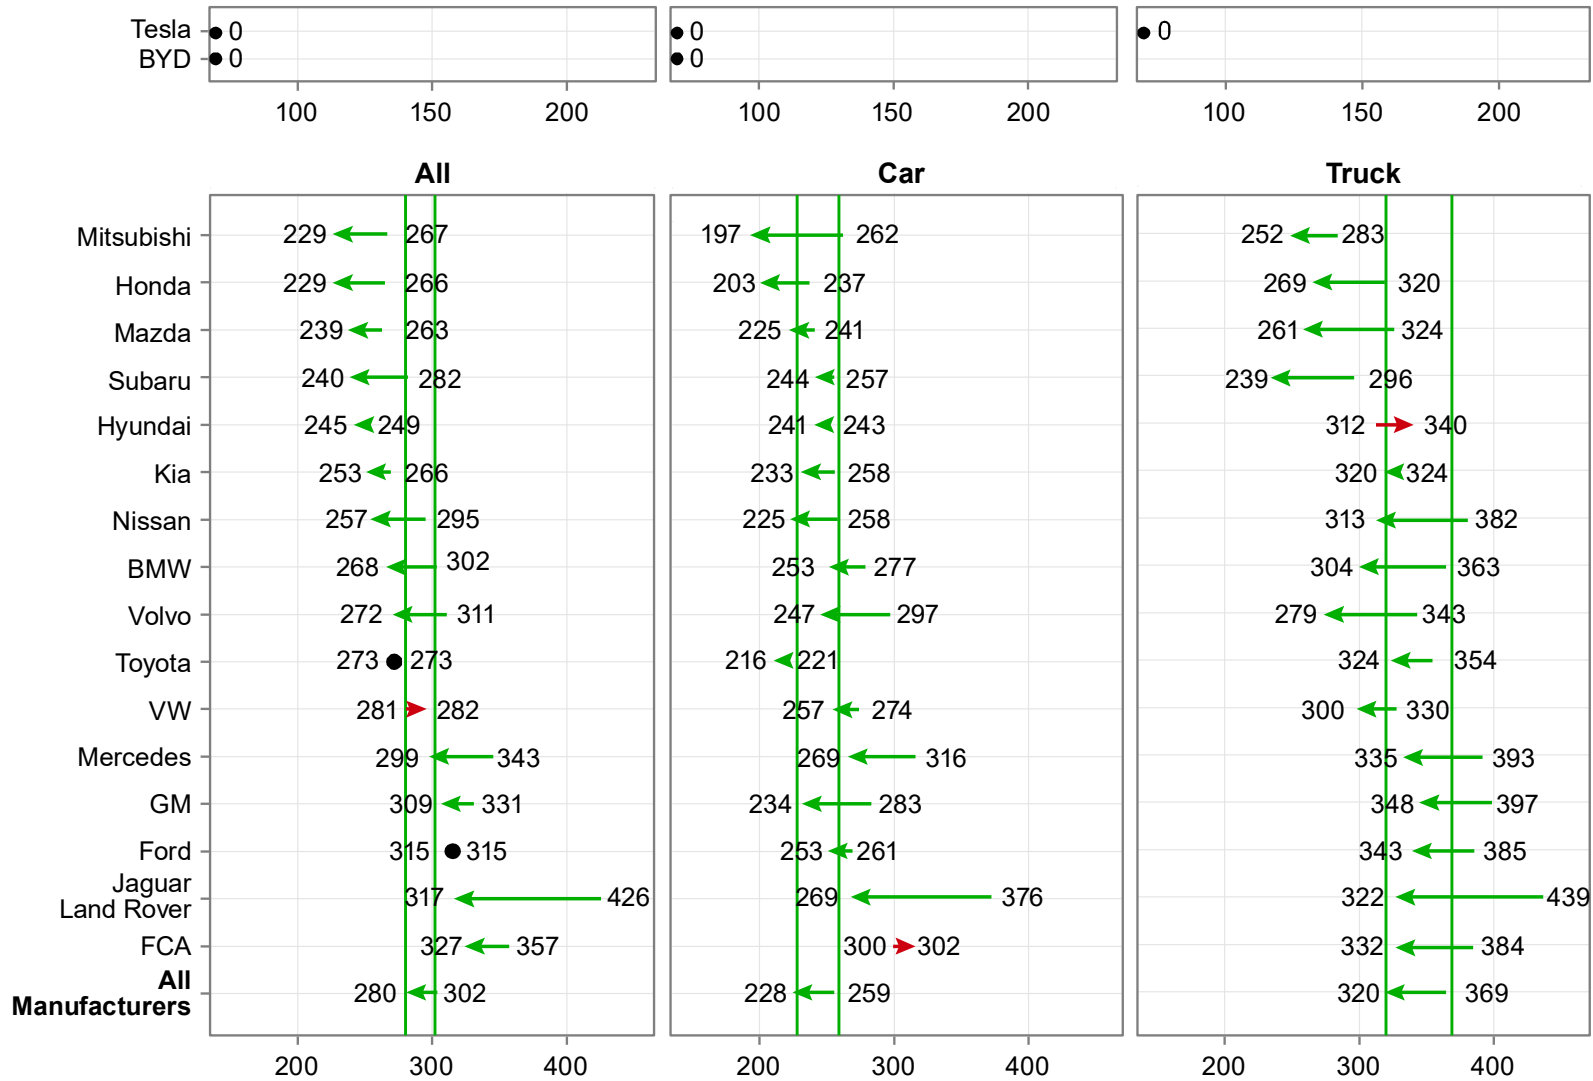 Tesla 0 0 0
BYD 0 0
100 150 200 100 150 200 100 150 200
All Car Truck
Mitsubishi 229 267 197 262 252 283
Honda 229 266 203 237 269 320
Mazda 239 263 225 241 261 324
Subaru 240 282 244 257 239 296
Hyundai 245 249 241 243 312 340
Kia 253 266 233 258 320 324
Nissan 257 295 225 258 313 382
BMW 268 302 253 277 304 363
Volvo 272 311 247 297 279 343
Toyota 273 273 216 221 324 354
VW 281 282 257 274 300 330
Mercedes 299 343 269 316 335 393
GM 309 331 234 283 348 397
Ford 315 315 253 261 343 385
Jaguar
Land Rover 317 426 269 376 322 439
FCA 327 357 300 302 332 384
All
Manufacturers 280 302 228 259 320 369
200 300 400 200 300 400 200 300 400